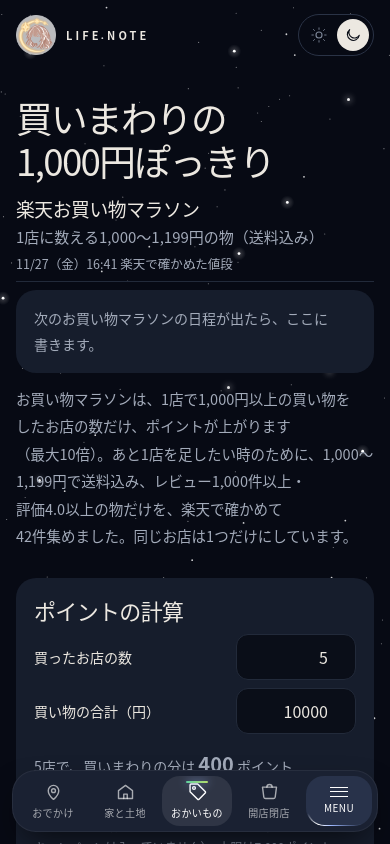 LIFE.NOTE
買いまわりの
1,000円ぽっきり
楽天お買い物マラソン
1店に数える1,000〜1,199円の物（送料込み）
11/27（金）16:41 楽天で確かめた値段
次のお買い物マラソンの日程が出たら、ここに
書きます。
お買い物マラソンは、1店で1,000円以上の買い物を
したお店の数だけ、ポイントが上がります
（最大10倍）。あと1店を足したい時のために、1,000〜
1,199円で送料込み、レビュー1,000件以上・
評価4.0以上の物だけを、楽天で確かめて
42件集めました。同じお店は1つだけにしています。
ポイントの計算
買ったお店の数 5
買い物の合計（円） 10000
5店で、買いまわりの分は 400 ポイント
おでかけ 家と土地 おかいもの 開店閉店 MENU